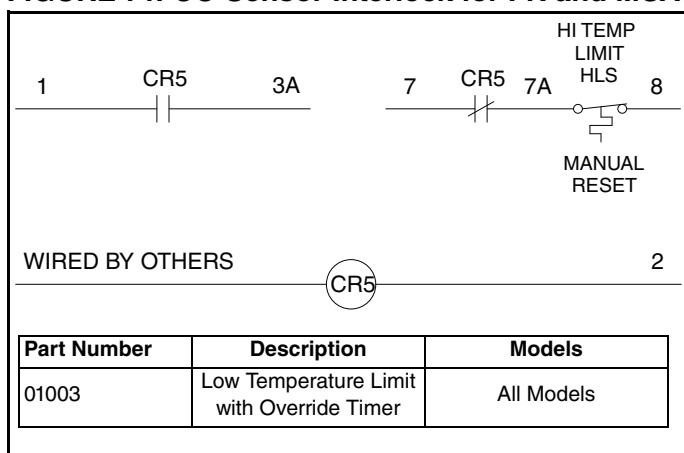 1 CR5 3A 7 CR5 7A HI TEMP
LIMIT
HLS 8
MANUAL
RESET
WIRED BY OTHERS CR5 2
Part Number Description Models
01003 Low Temperature Limit
with Override Timer All Models